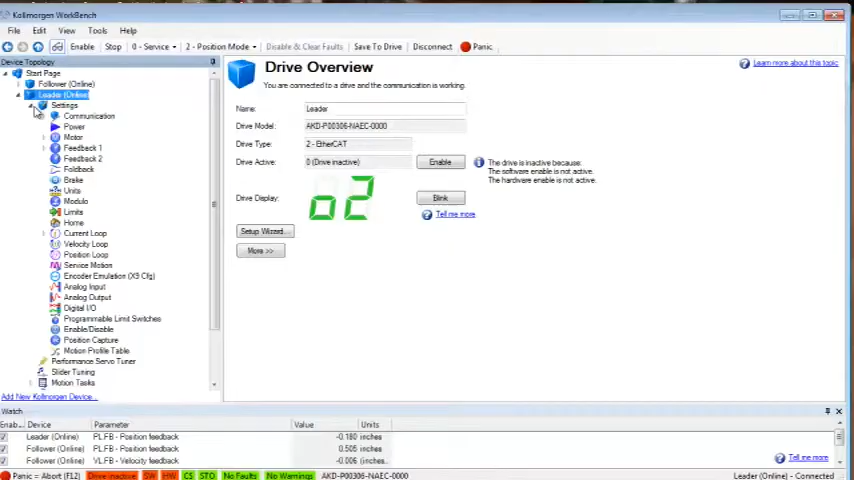 Kollmorgen WorkBench
File Edit View Tools Help
Enable Stop 0 - Service 2 - Position Mode Disable & Clear Faults Save To Drive Disconnect Panic
Device Topology
Start Page
Follower (Online)
Leader (Online)
Settings
Communication
Power
Motor
Feedback 1
Feedback 2
Foldback
Brake
Units
Modulo
Limits
Home
Current Loop
Velocity Loop
Position Loop
Service Motion
Encoder Emulation (X9 Cfg)
Analog Input
Analog Output
Digital I/O
Programmable Limit Switches
Enable/Disable
Position Capture
Motion Profile Table
Performance Servo Tuner
Slider Tuning
Motion Tasks
Add New Kollmorgen Device...
Drive Overview
Learn more about this topic
You are connected to a drive and the communication is working.
Name: Leader
Drive Model: AKD-P00306-NAEC-0000
Drive Type: 2 - EtherCAT
Drive Active: 0 (Drive inactive) Enable
The drive is inactive because:
The software enable is not active.
The hardware enable is not active.
Drive Display: o2 Blink
Tell me more
Setup Wizard...
More >>
Watch
Enab... Device Parameter Value Units
Leader (Online) PL.FB - Position feedback -0.180 inches
Follower (Online) PL.FB - Position feedback 0.505 inches
Follower (Online) VL.FB - Velocity feedback -0.006 (inches...
Tell me more
Panic = Abort (F12) Drive inactive SW HW CS STO No Faults No Warnings AKD-P00306-NAEC-0000 Leader (Online) - Connected